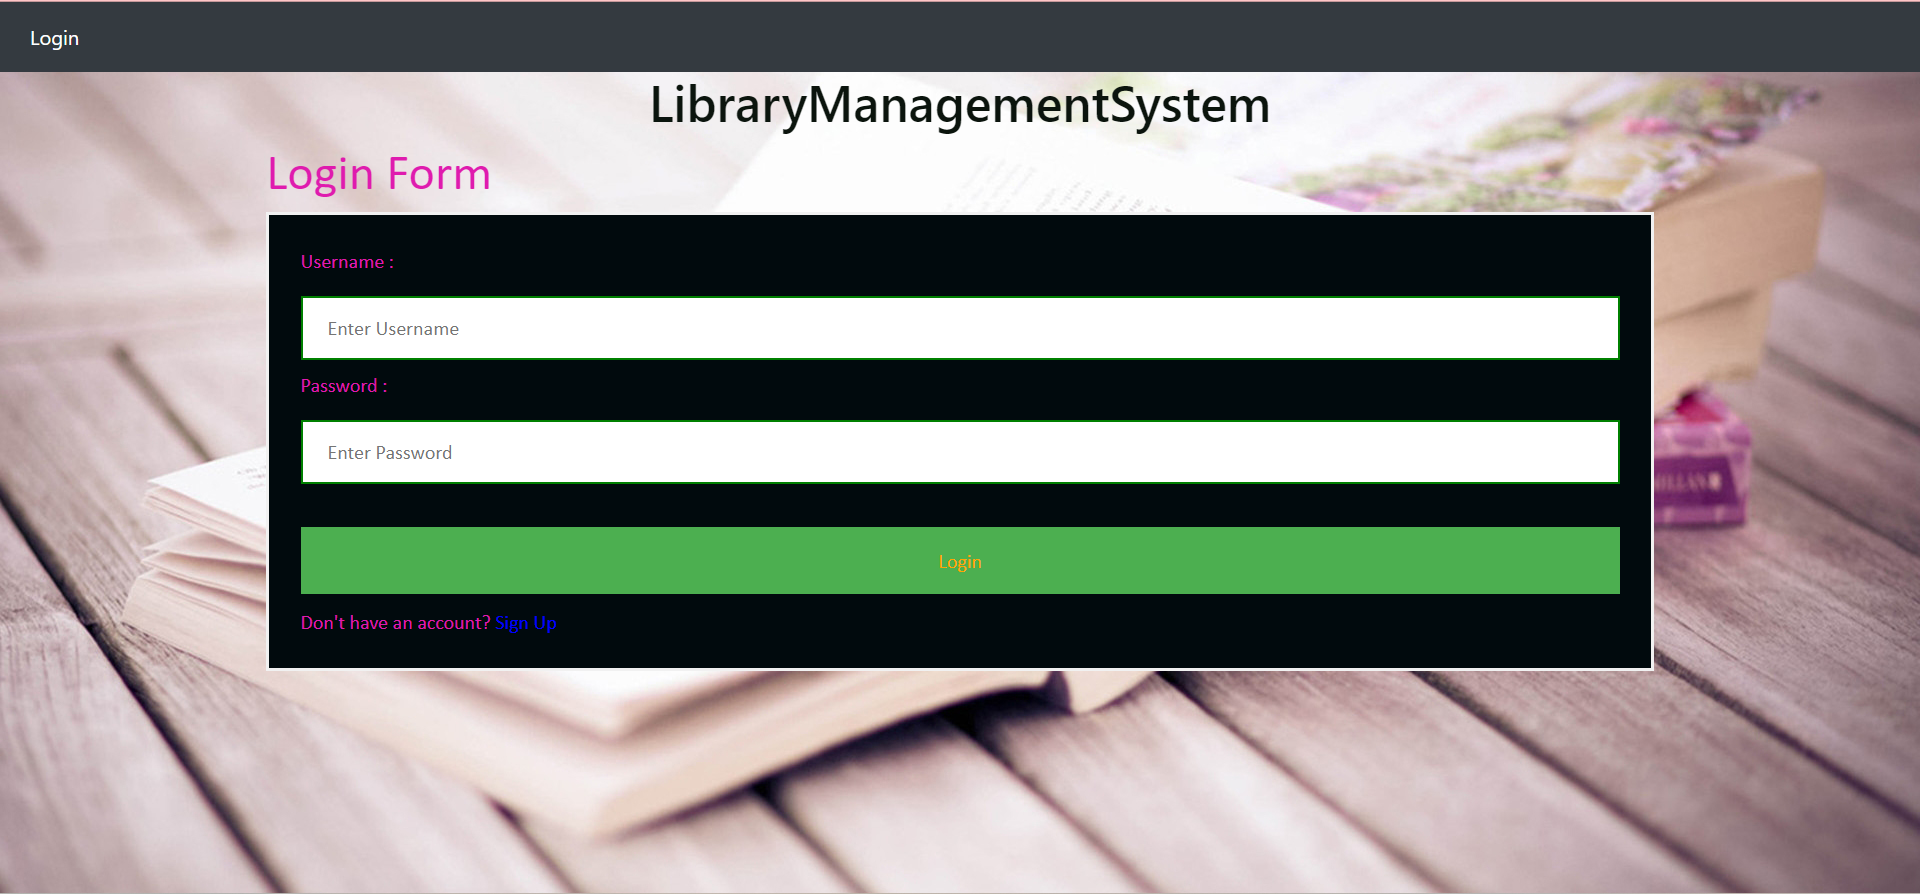 Login
LibraryManagementSystem
Login Form
Username :
Enter Username
Password :
Enter Password
Login
Don't have an account? Sign Up